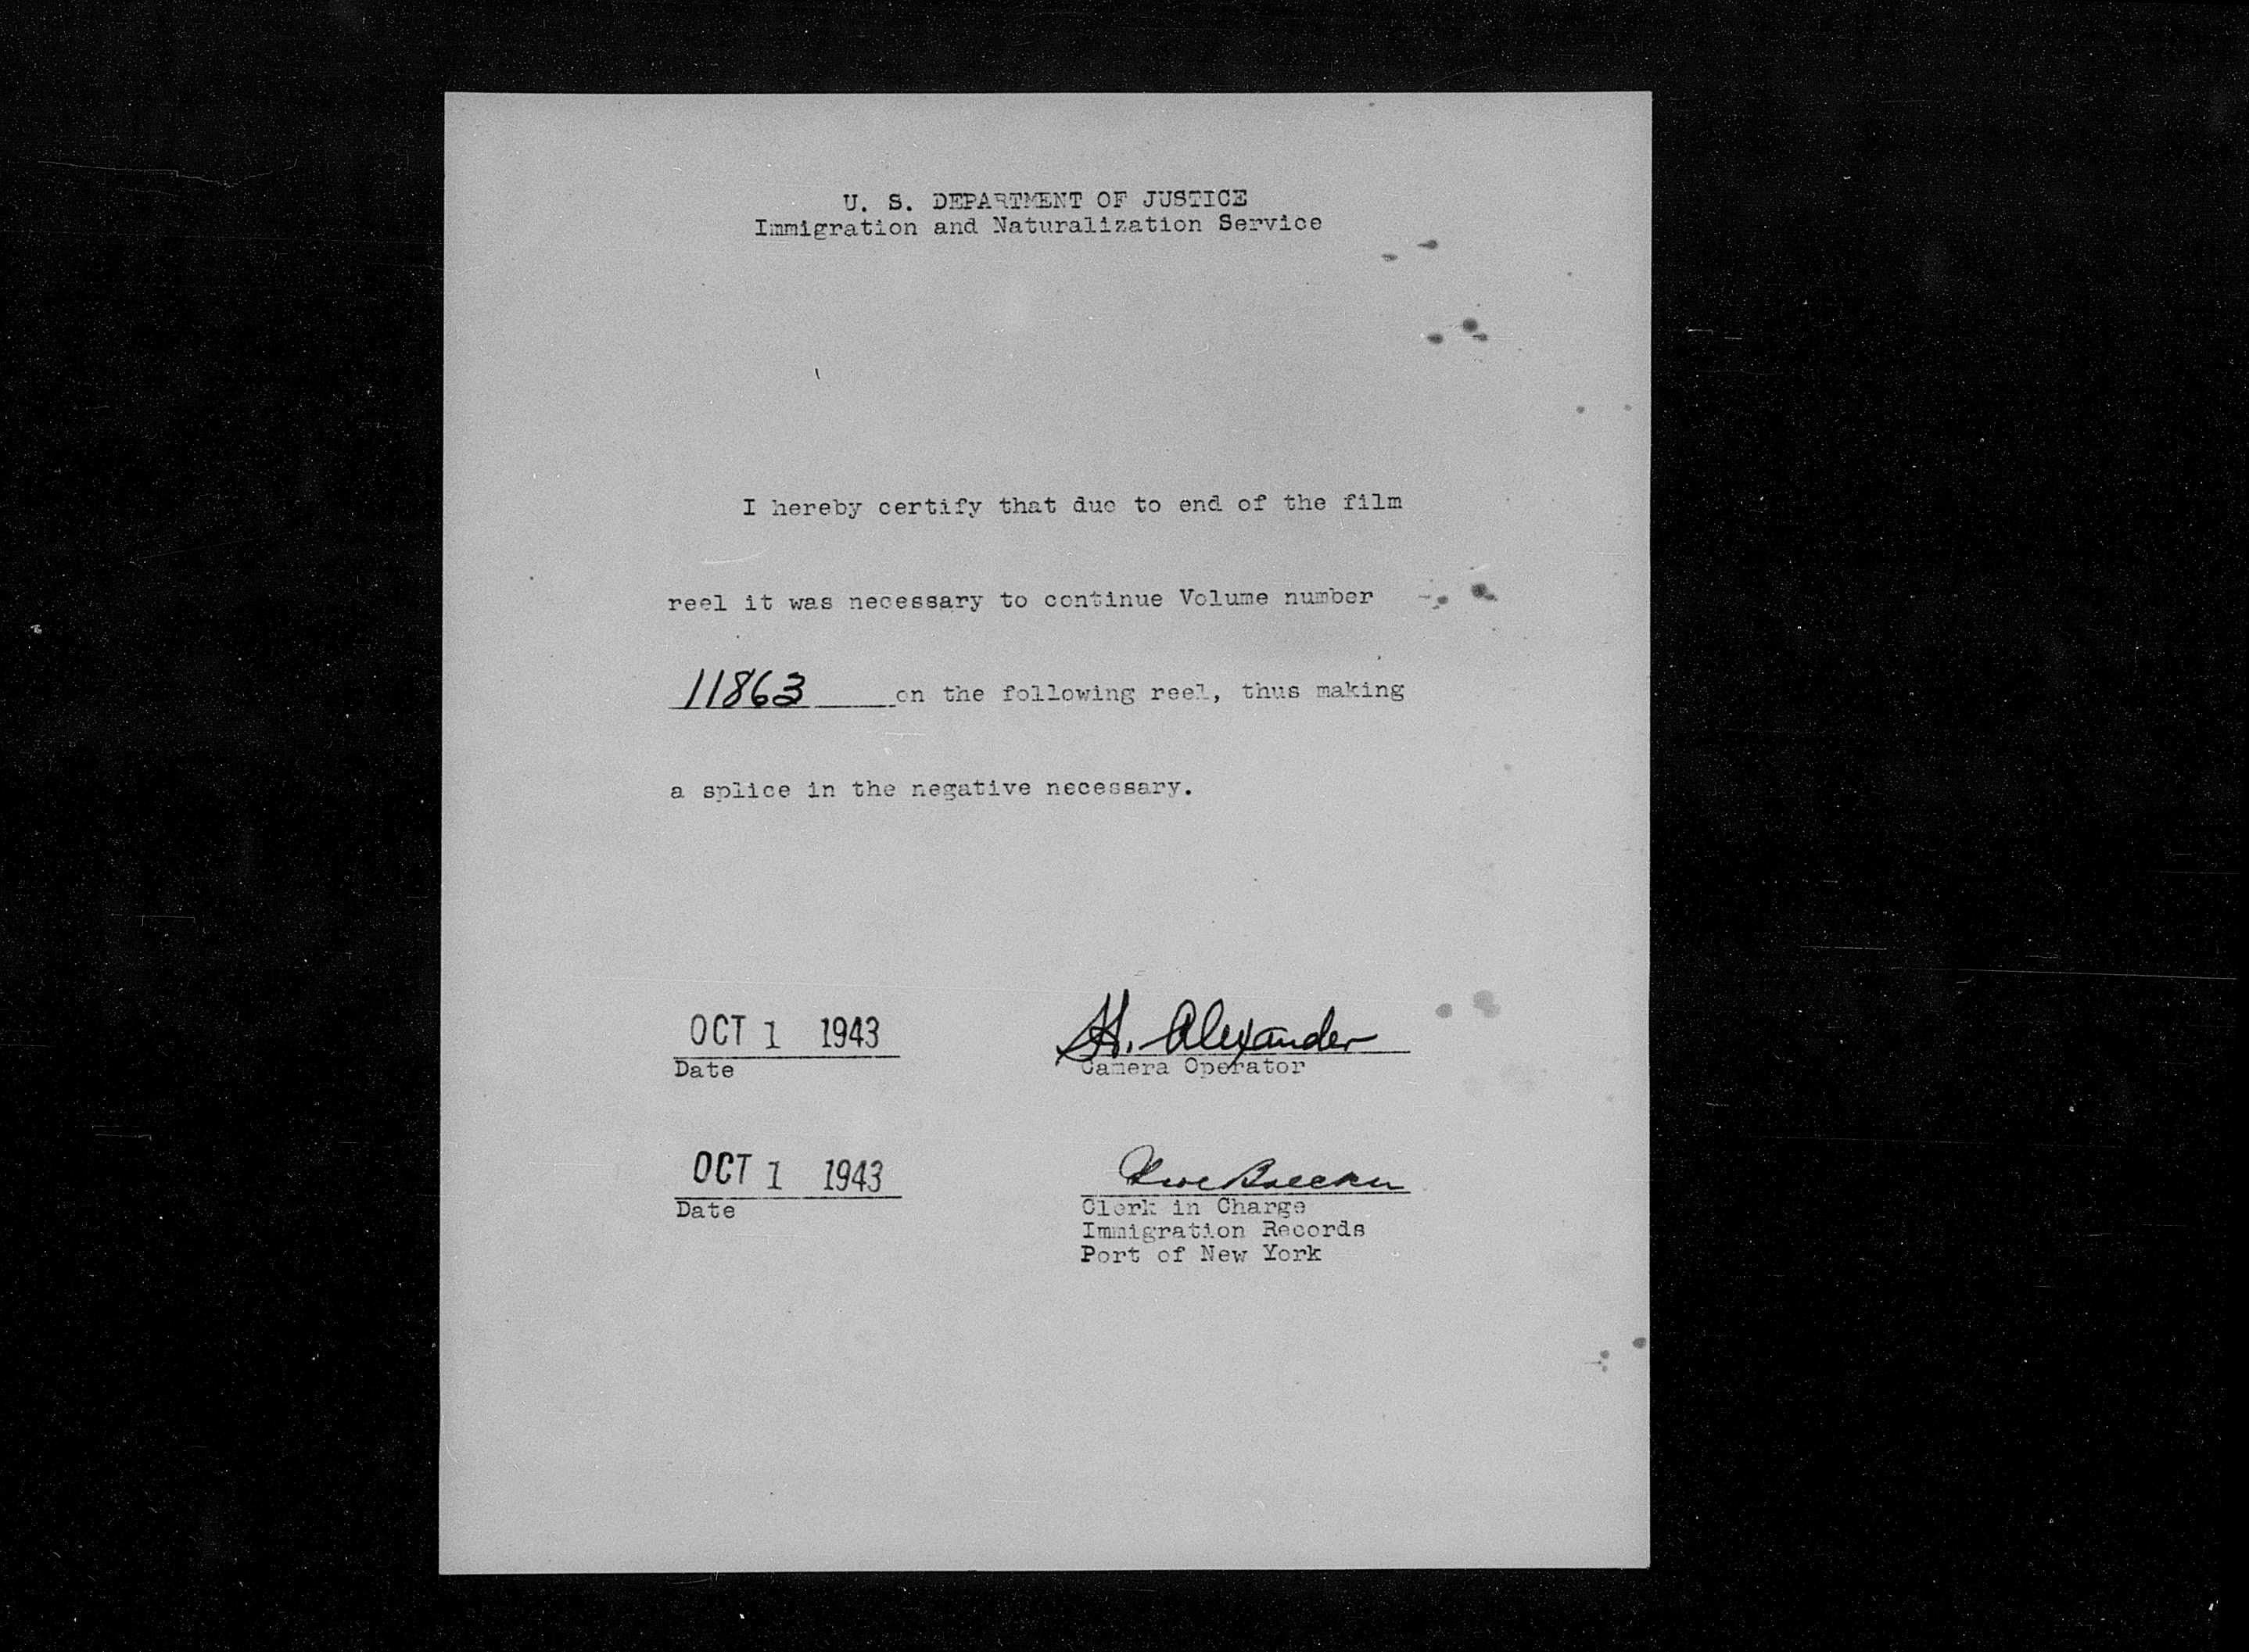 U. S. DEPARTMENT OF JUSTICE
Immigration and Naturalization Service
I hereby certify that due to end of the film
reel it was necessary to continue Volume number
11863 on the following reel, thus making
a splice in the negative necessary.
OCT 1 1943 H. Alexander
Date Camera Operator
OCT 1 1943
Date Clerk in Charge
Immigration Records
Port of New York